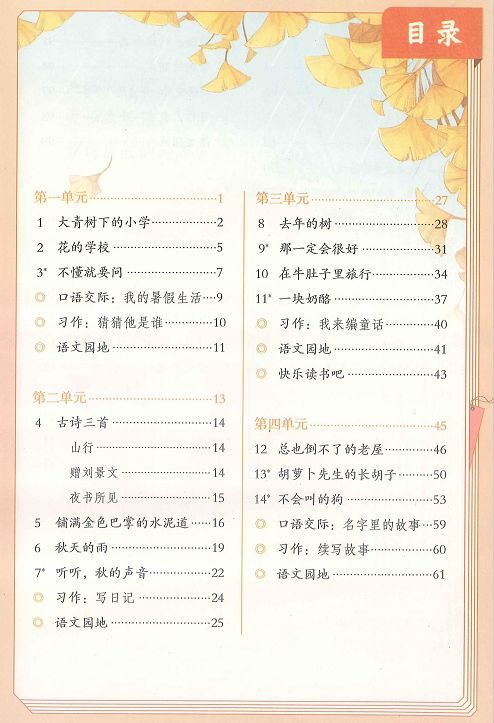 目录
第一单元…………1
1 大青树下的小学…………2
2 花的学校…………5
3* 不懂就要问…………7
◎ 口语交际：我的暑假生活…9
◎ 习作：猜猜他是谁…………10
◎ 语文园地…………11
第二单元…………13
4 古诗三首…………14
山行…………14
赠刘景文…………14
夜书所见…………15
5 铺满金色巴掌的水泥道……16
6 秋天的雨…………19
7* 听听，秋的声音…………22
◎ 习作：写日记…………24
◎ 语文园地…………25
第三单元…………27
8 去年的树…………28
9* 那一定会很好…………31
10 在牛肚子里旅行…………34
11* 一块奶酪…………37
◎ 习作：我来编童话…………40
◎ 语文园地…………41
◎ 快乐读书吧…………43
第四单元…………45
12 总也倒不了的老屋…………46
13* 胡萝卜先生的长胡子………50
14* 不会叫的狗…………53
◎ 口语交际：名字里的故事…59
◎ 习作：续写故事…………60
◎ 语文园地…………61